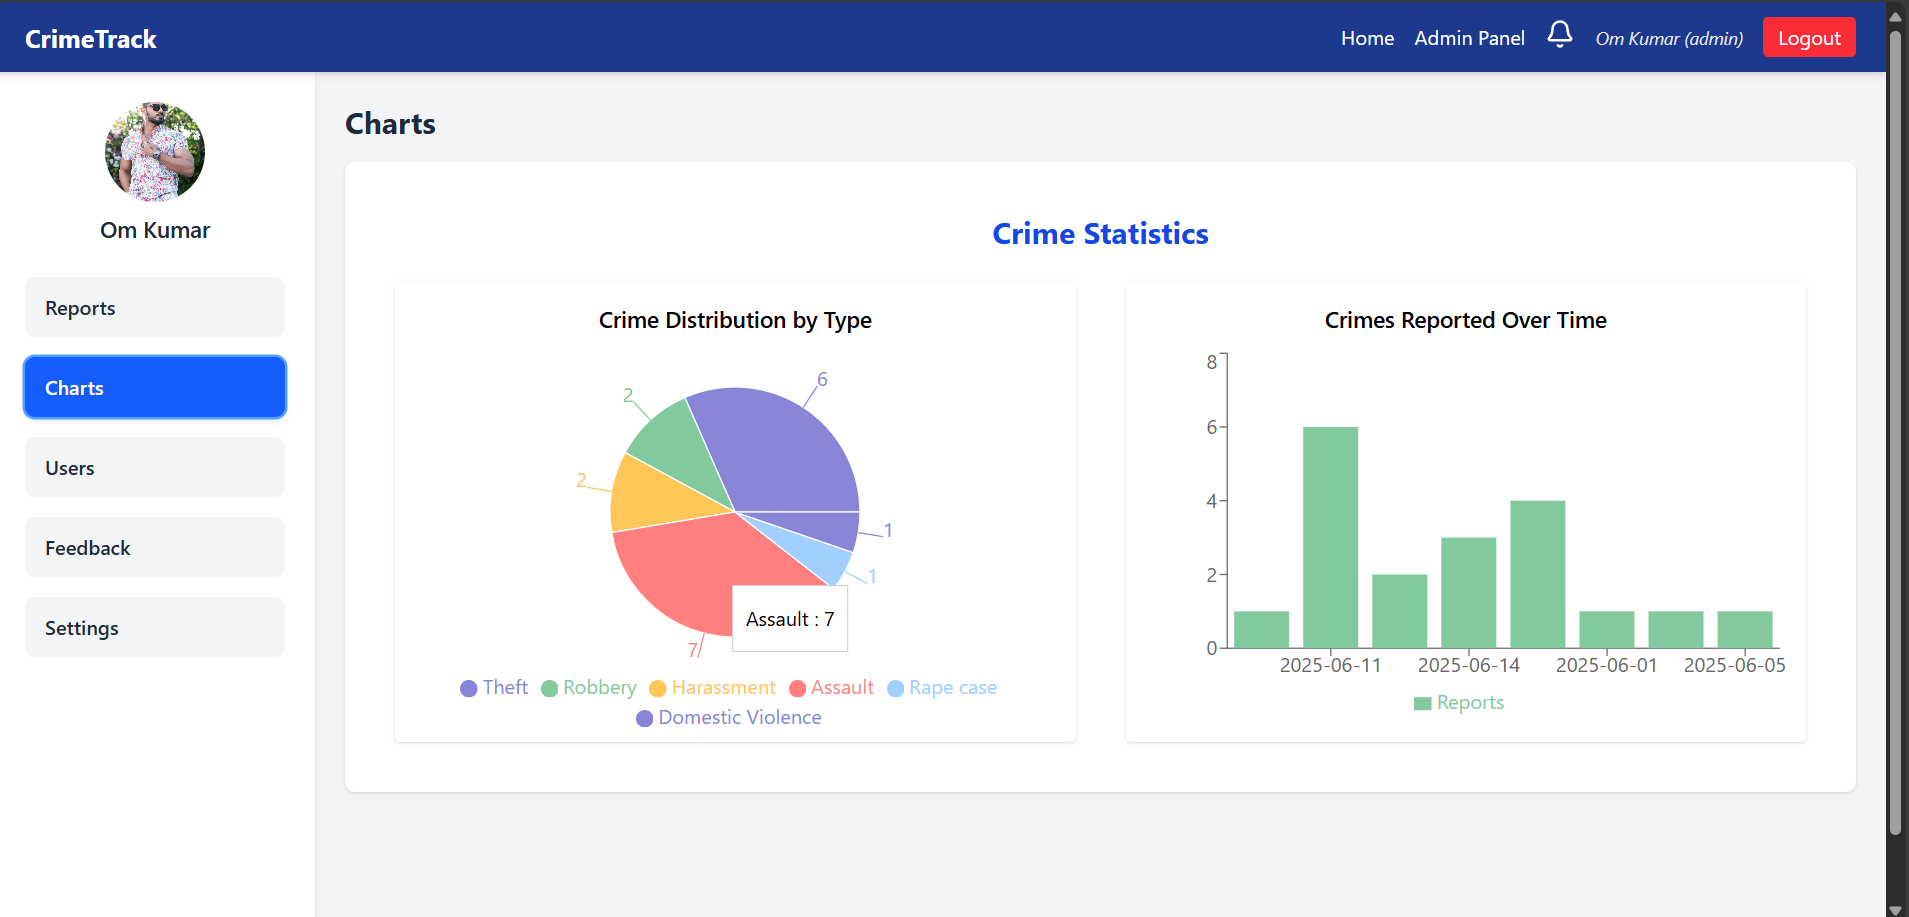 CrimeTrack
Home Admin Panel Om Kumar (admin) Logout
Om Kumar
Reports
Charts
Users
Feedback
Settings
Charts
Crime Statistics
Crime Distribution by Type
6
2
2
1
1
7
Assault : 7
Theft Robbery Harassment Assault Rape case
Domestic Violence
Crimes Reported Over Time
8
6
4
2
0
2025-06-11 2025-06-14 2025-06-01 2025-06-05
Reports